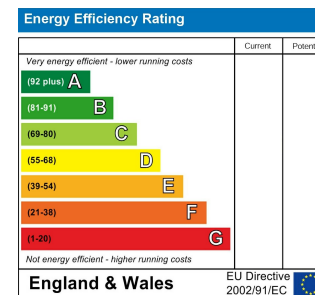 Energy Efficiency Rating
Current Potent
Very energy efficient - lower running costs
(92 plus) A
(81-91) B
(69-80) C
(55-68) D
(39-54) E
(21-38) F
(1-20) G
Not energy efficient - higher running costs
England & Wales
EU Directive
2002/91/EC